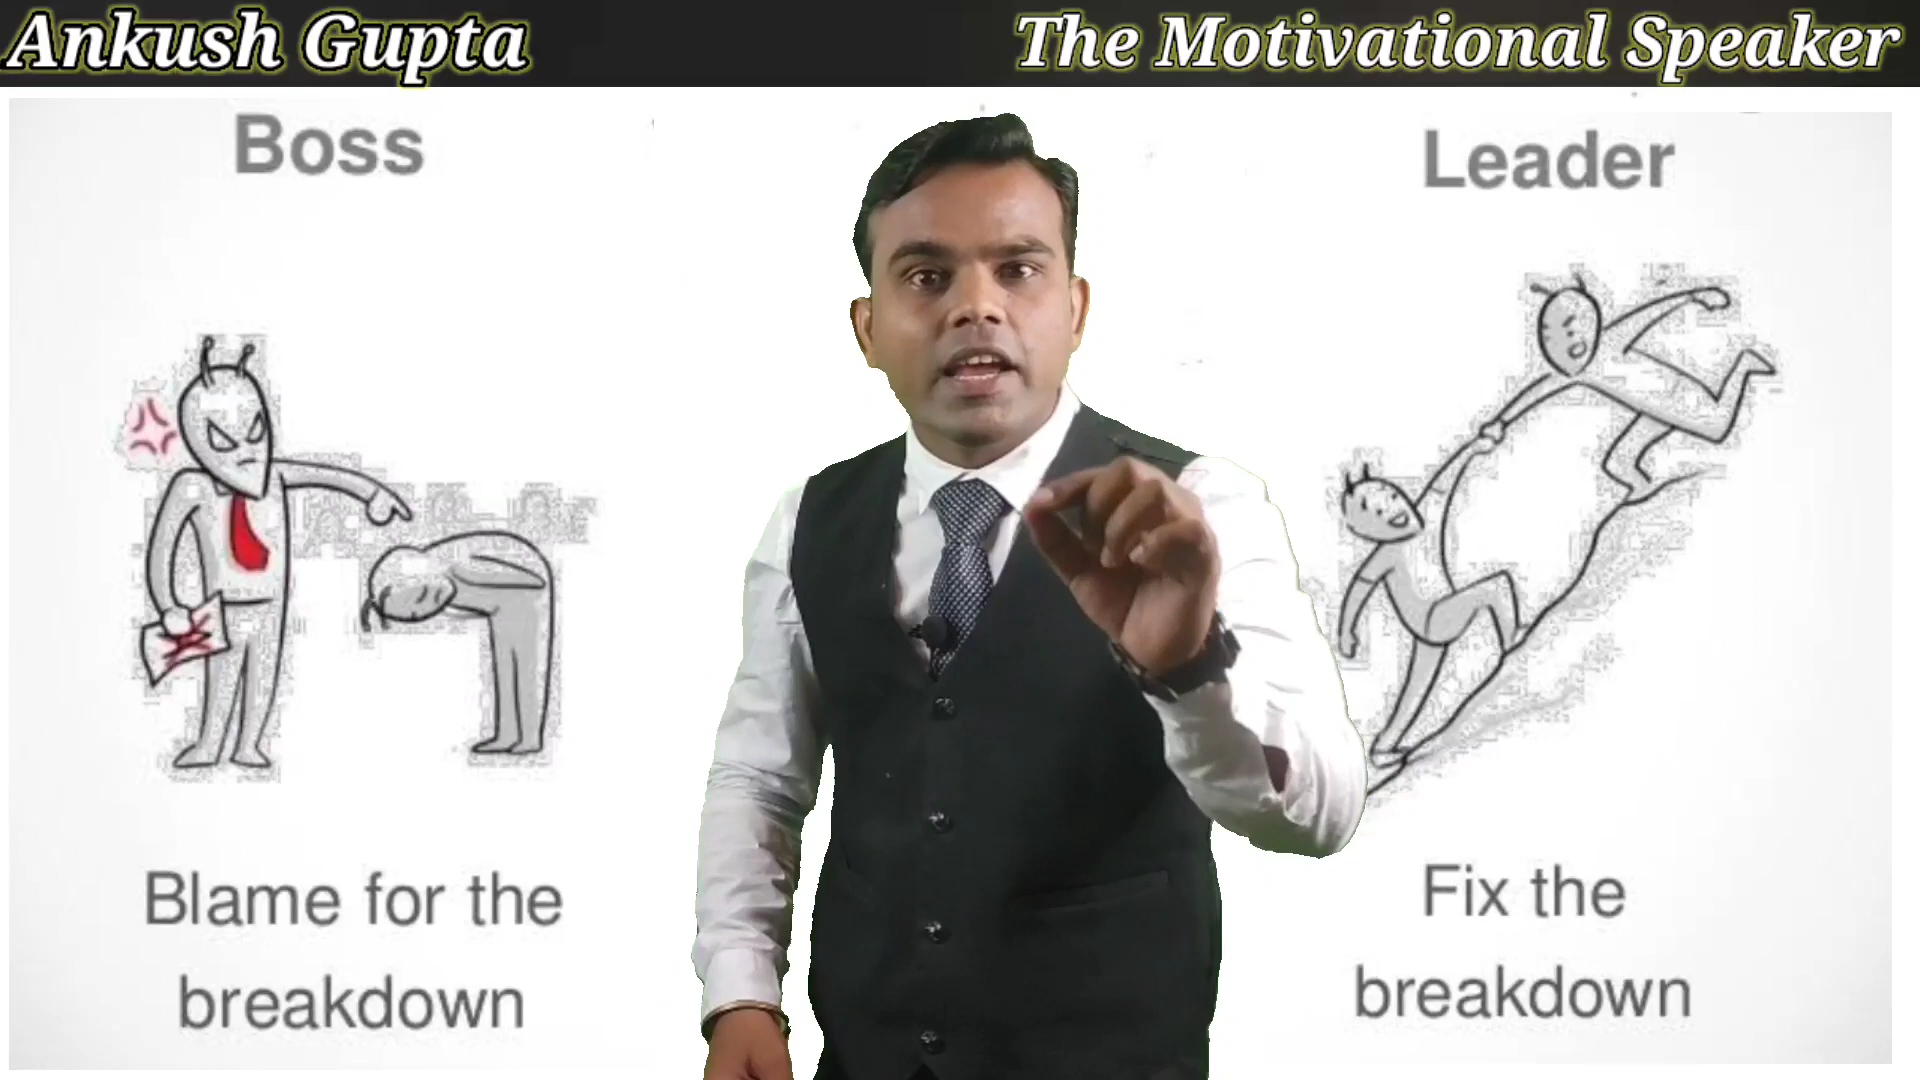 Ankush Gupta
The Motivational Speaker
Boss
Leader
Blame for the
breakdown
Fix the
breakdown